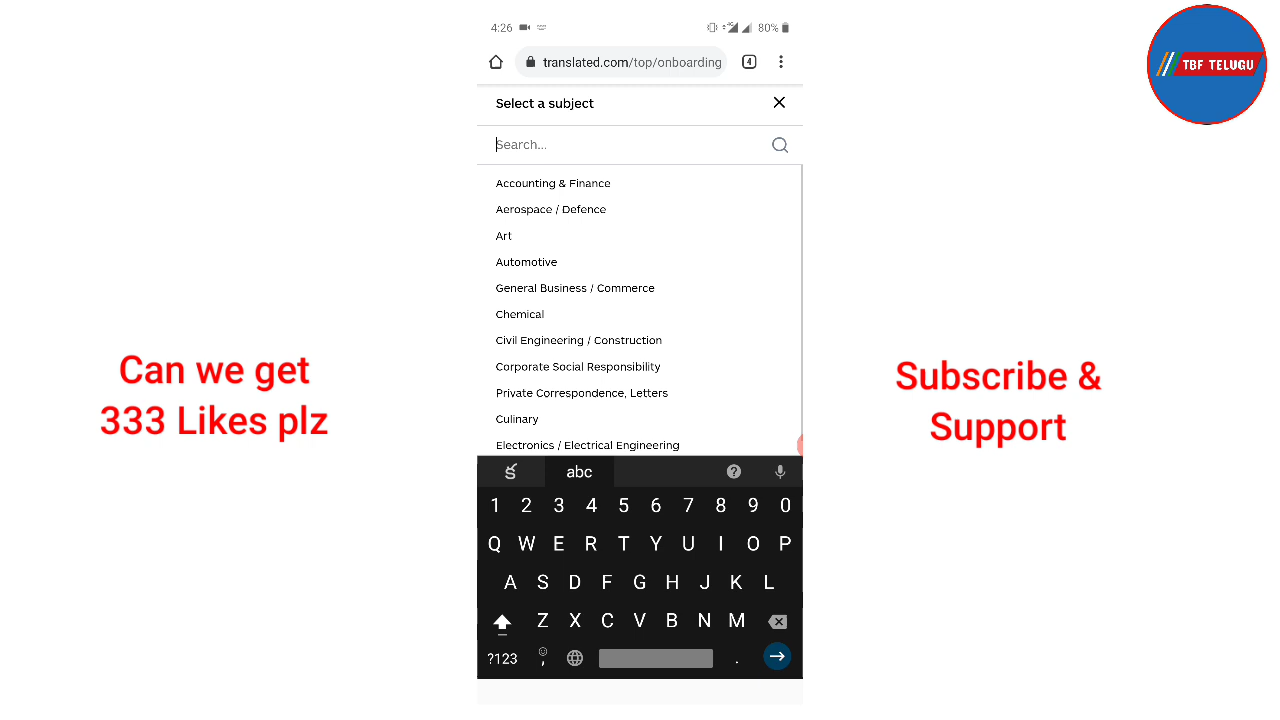 4:26
80%
translated.com/top/onboarding
4
TBF TELUGU
Select a subject
Search...
Accounting & Finance
Aerospace / Defence
Art
Automotive
General Business / Commerce
Chemical
Civil Engineering / Construction
Corporate Social Responsibility
Private Correspondence, Letters
Culinary
Electronics / Electrical Engineering
Can we get
333 Likes plz
Subscribe &
Support
abc
1 2 3 4 5 6 7 8 9 0
Q W E R T Y U I O P
A S D F G H J K L
Z X C V B N M
?123 , .